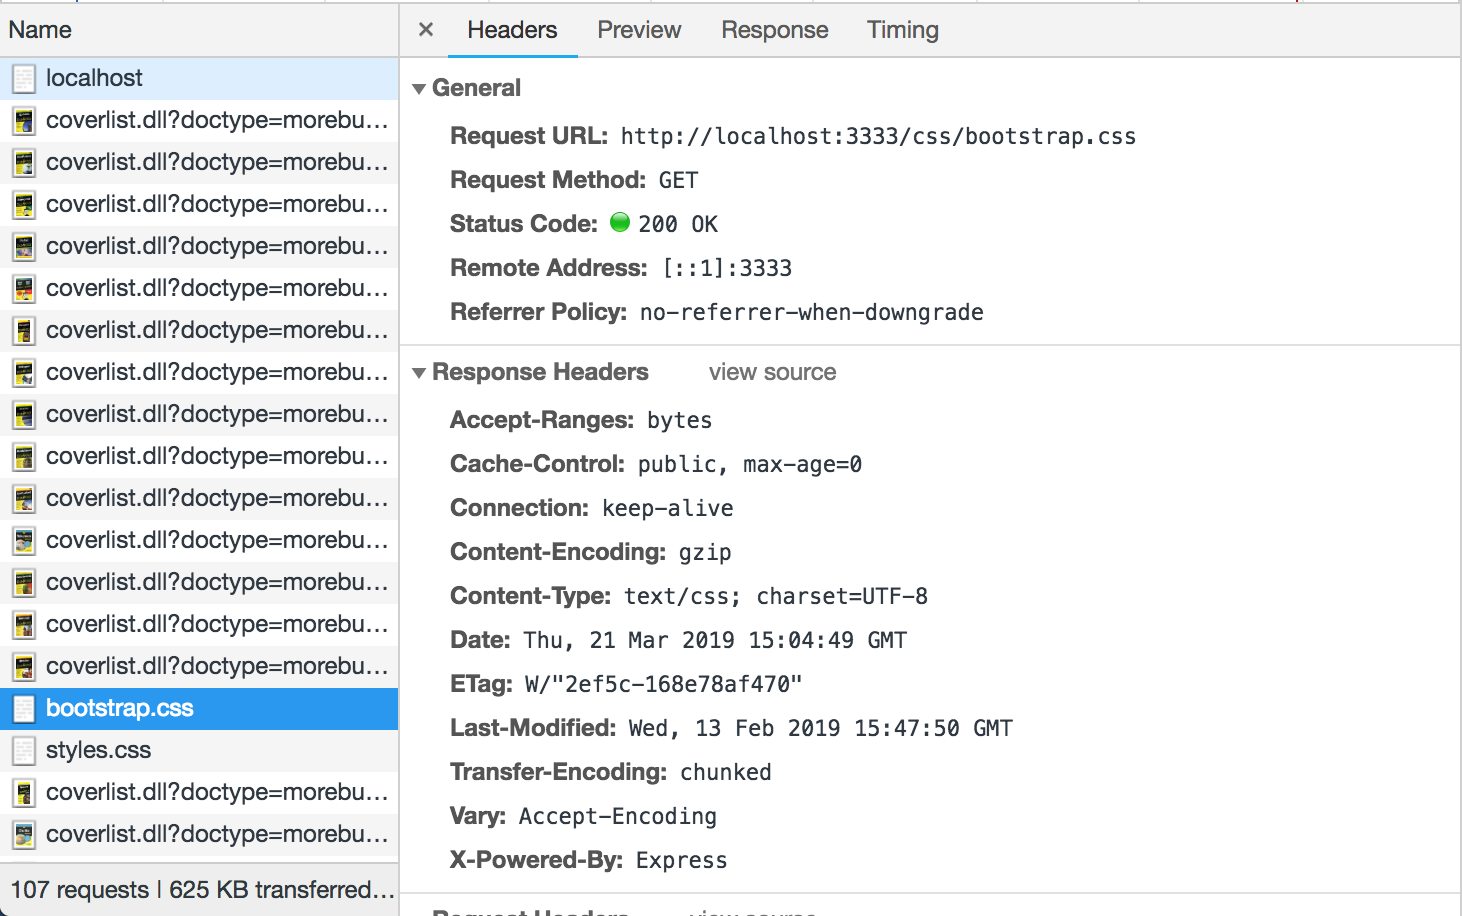 Name
localhost
coverlist.dll?doctype=morebu...
coverlist.dll?doctype=morebu...
coverlist.dll?doctype=morebu...
coverlist.dll?doctype=morebu...
coverlist.dll?doctype=morebu...
coverlist.dll?doctype=morebu...
coverlist.dll?doctype=morebu...
coverlist.dll?doctype=morebu...
coverlist.dll?doctype=morebu...
coverlist.dll?doctype=morebu...
coverlist.dll?doctype=morebu...
coverlist.dll?doctype=morebu...
coverlist.dll?doctype=morebu...
coverlist.dll?doctype=morebu...
bootstrap.css
styles.css
coverlist.dll?doctype=morebu...
coverlist.dll?doctype=morebu...
107 requests | 625 KB transferred...
× Headers Preview Response Timing
▼ General
Request URL: http://localhost:3333/css/bootstrap.css
Request Method: GET
Status Code: 200 OK
Remote Address: [::1]:3333
Referrer Policy: no-referrer-when-downgrade
▼ Response Headers view source
Accept-Ranges: bytes
Cache-Control: public, max-age=0
Connection: keep-alive
Content-Encoding: gzip
Content-Type: text/css; charset=UTF-8
Date: Thu, 21 Mar 2019 15:04:49 GMT
ETag: W/"2ef5c-168e78af470"
Last-Modified: Wed, 13 Feb 2019 15:47:50 GMT
Transfer-Encoding: chunked
Vary: Accept-Encoding
X-Powered-By: Express
Request Headers view source